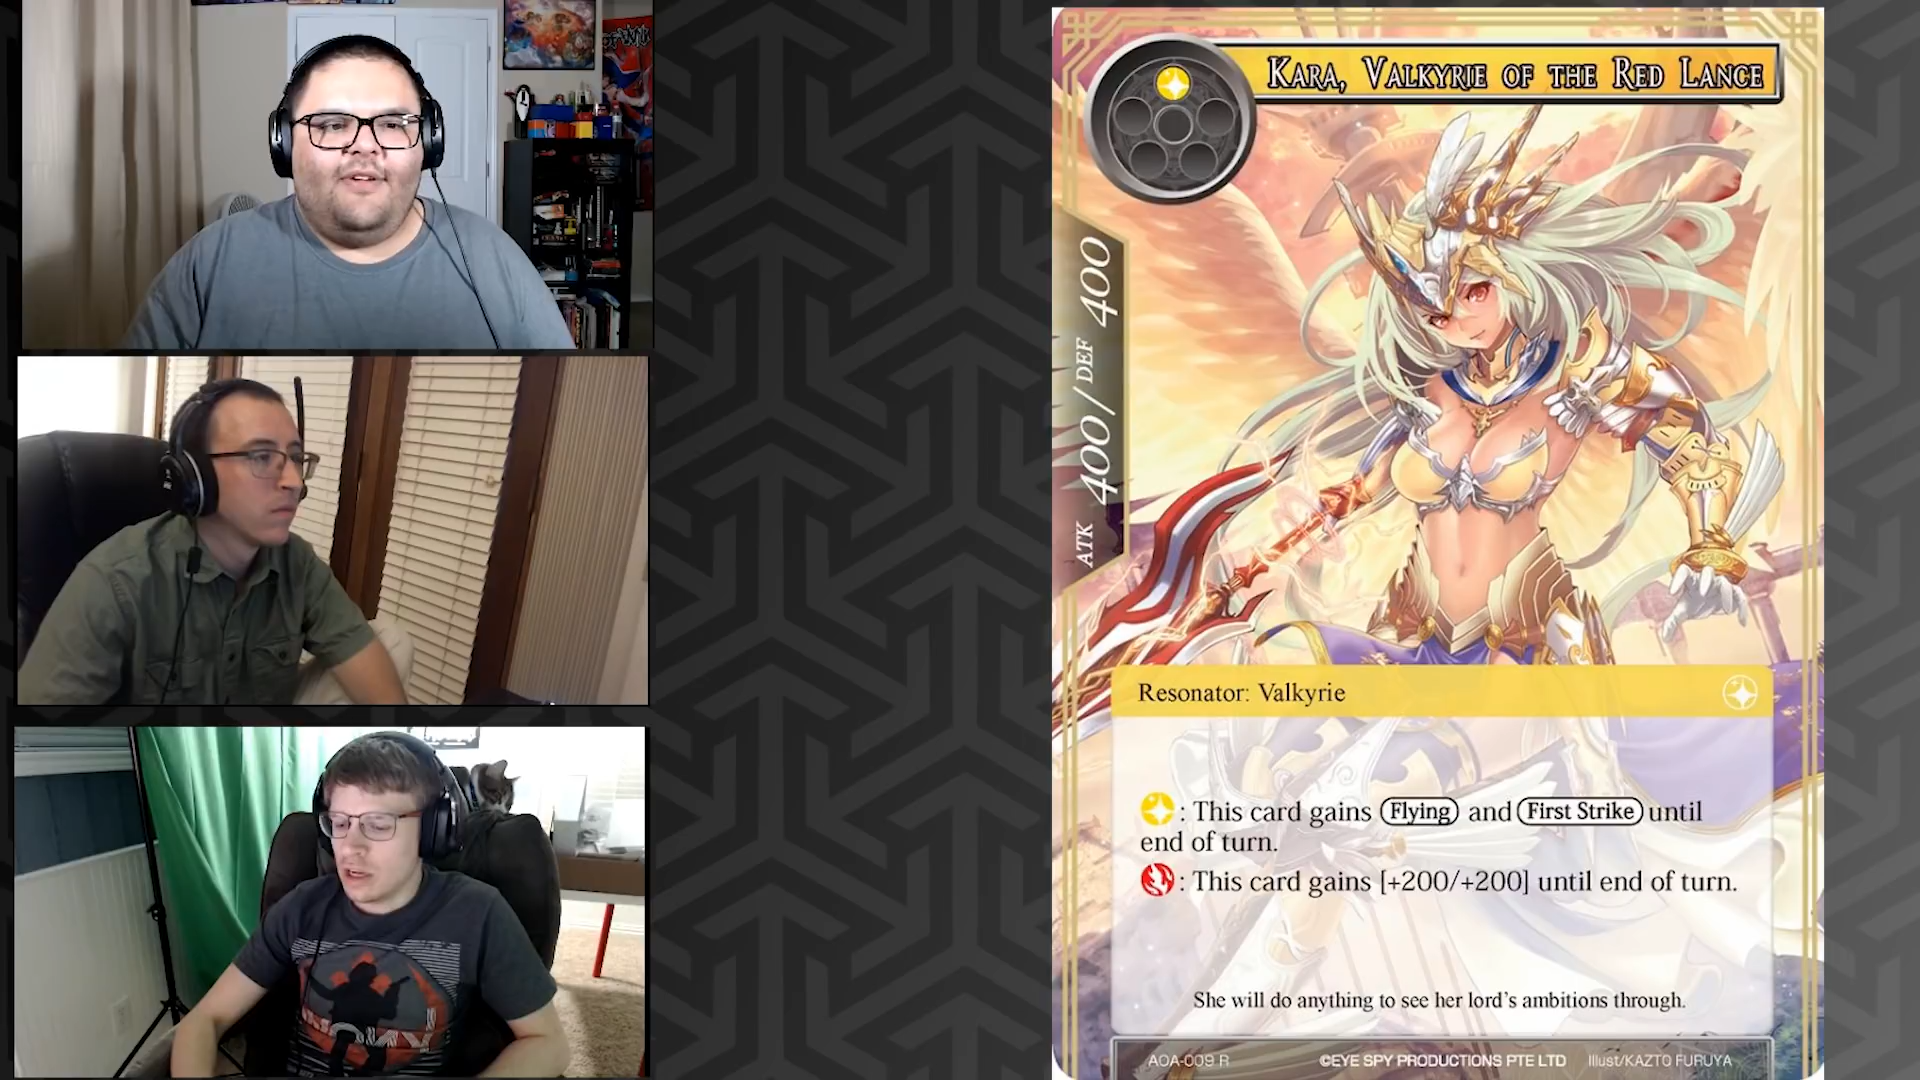 KARA, VALKYRIE OF THE RED LANCE
ATK 400 / DEF 400
Resonator: Valkyrie
: This card gains Flying and First Strike until
end of turn.
: This card gains [+200/+200] until end of turn.
She will do anything to see her lord's ambitions through.
AOA-009 R ©EYE SPY PRODUCTIONS PTE LTD Illust/KAZTO FURUYA